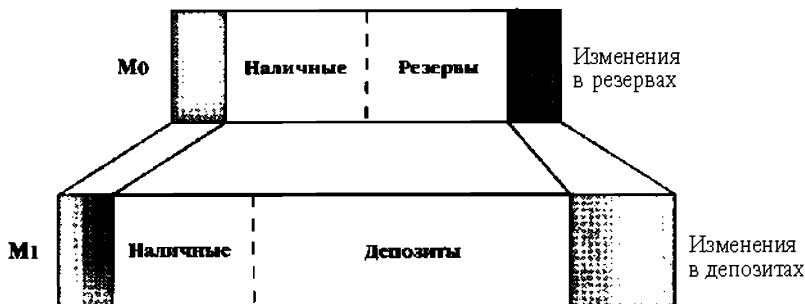 M0
Наличные
Резервы
Изменения
в резервах
M1
Наличные
Депозиты
Изменения
в депозитах